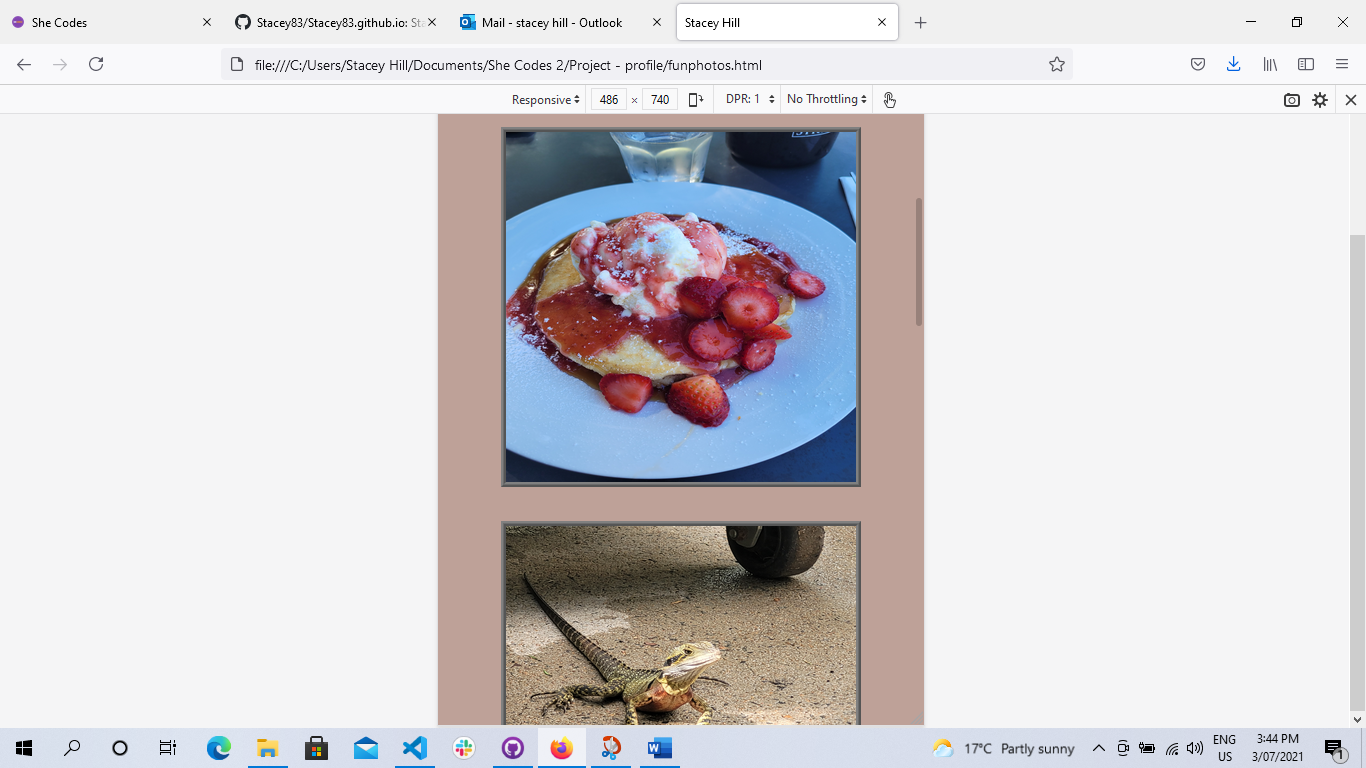 She Codes
Stacey83/Stacey83.github.io: Sta
Mail - stacey hill - Outlook
Stacey Hill
file:///C:/Users/Stacey Hill/Documents/She Codes 2/Project - profile/funphotos.html
Responsive 486 × 740 DPR: 1 No Throttling
17°C Partly sunny
ENG
US
3:44 PM
3/07/2021
1